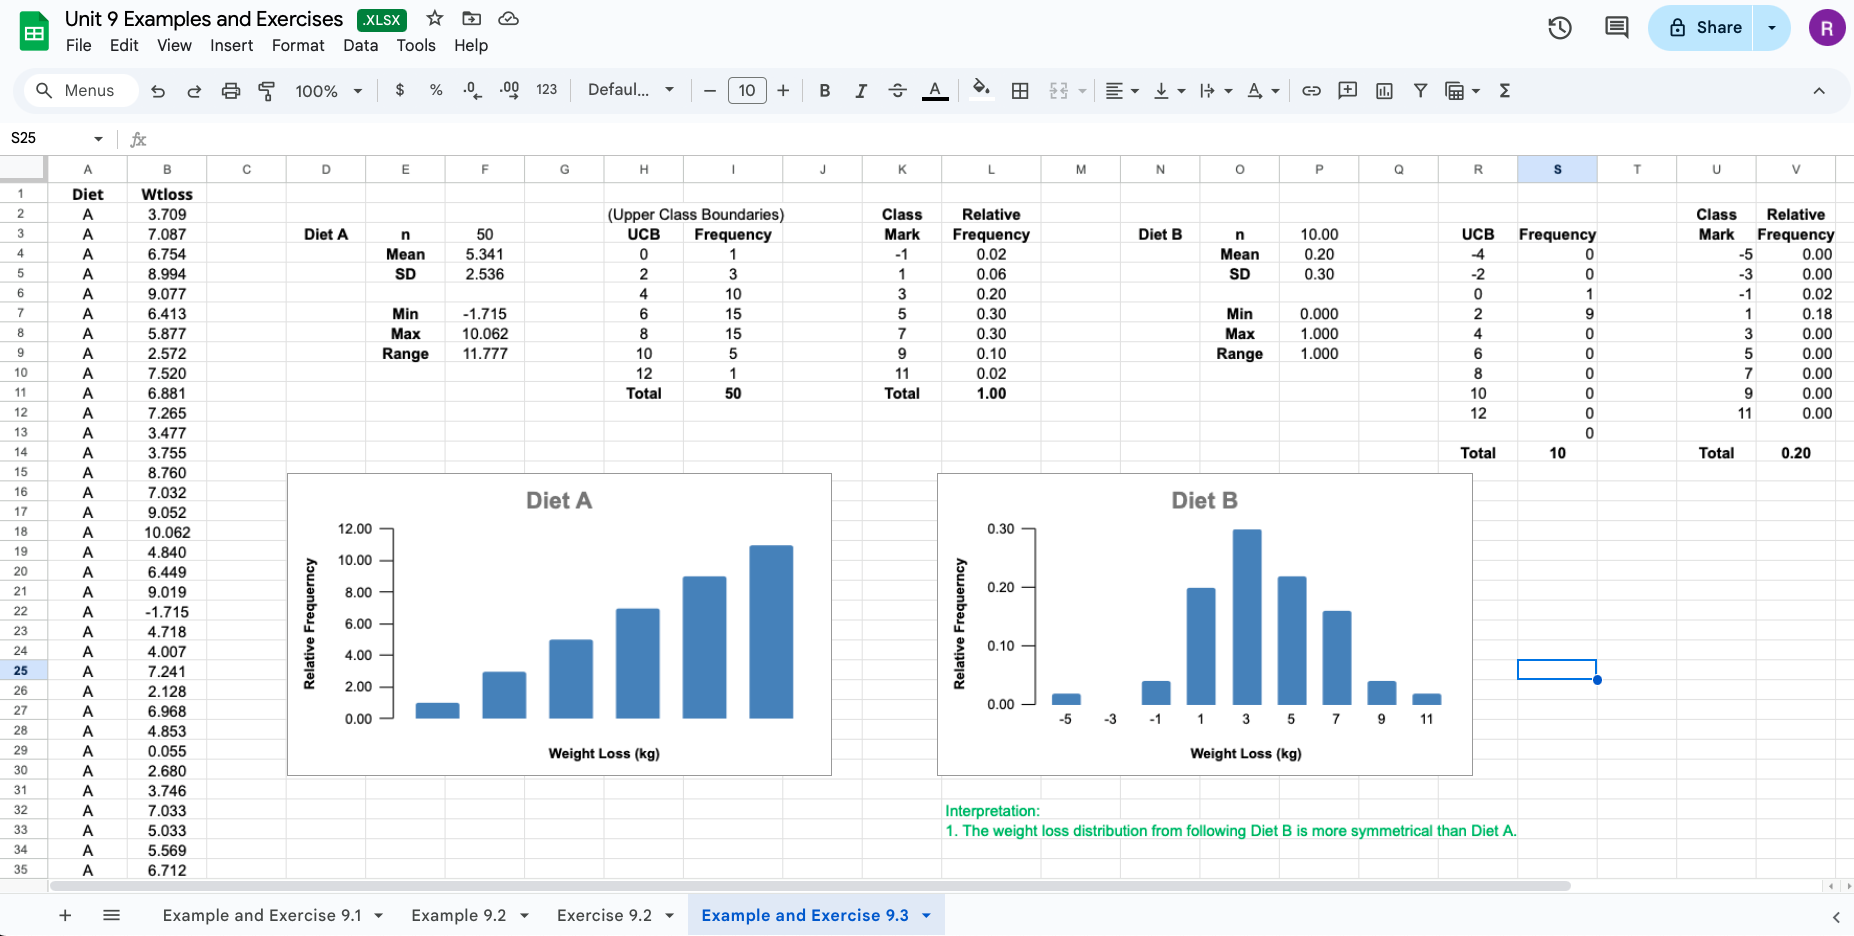 Unit 9 Examples and Exercises .XLSX
File Edit View Insert Format Data Tools Help
Share
R
Menus 100% $ % .0 .00 123 Defaul... − 10 + B I S A Σ
S25 fx
A B C D E F G H I J K L M N O P Q R S T U V
1 Diet Wtloss
2 A 3.709 (Upper Class Boundaries) Class Relative Class Relative
3 A 7.087 Diet A n 50 UCB Frequency Mark Frequency Diet B n 10.00 UCB Frequency Mark Frequency
4 A 6.754 Mean 5.341 0 1 -1 0.02 Mean 0.20 -4 0 -5 0.00
5 A 8.994 SD 2.536 2 3 1 0.06 SD 0.30 -2 0 -3 0.00
6 A 9.077 4 10 3 0.20 0 1 -1 0.02
7 A 6.413 Min -1.715 6 15 5 0.30 Min 0.000 2 9 1 0.18
8 A 5.877 Max 10.062 8 15 7 0.30 Max 1.000 4 0 3 0.00
9 A 2.572 Range 11.777 10 5 9 0.10 Range 1.000 6 0 5 0.00
10 A 7.520 12 1 11 0.02 8 0 7 0.00
11 A 6.881 Total 50 Total 1.00 10 0 9 0.00
12 A 7.265 12 0 11 0.00
13 A 3.477 0
14 A 3.755 Total 10 Total 0.20
15 A 8.760
16 A 7.032
17 A 9.052
18 A 10.062
19 A 4.840
20 A 6.449
21 A 9.019
22 A -1.715
23 A 4.718
24 A 4.007
25 A 7.241
26 A 2.128
27 A 6.968
28 A 4.853
29 A 0.055
30 A 2.680
31 A 3.746
32 A 7.033
33 A 5.033
34 A 5.569
35 A 6.712
Diet A
Relative Frequerncy
12.00
10.00
8.00
6.00
4.00
2.00
0.00
Weight Loss (kg)
Diet B
Relative Frequerncy
0.30
0.20
0.10
0.00
-5 -3 -1 1 3 5 7 9 11
Weight Loss (kg)
Interpretation:
1. The weight loss distribution from following Diet B is more symmetrical than Diet A.
+ Example and Exercise 9.1 Example 9.2 Exercise 9.2 Example and Exercise 9.3